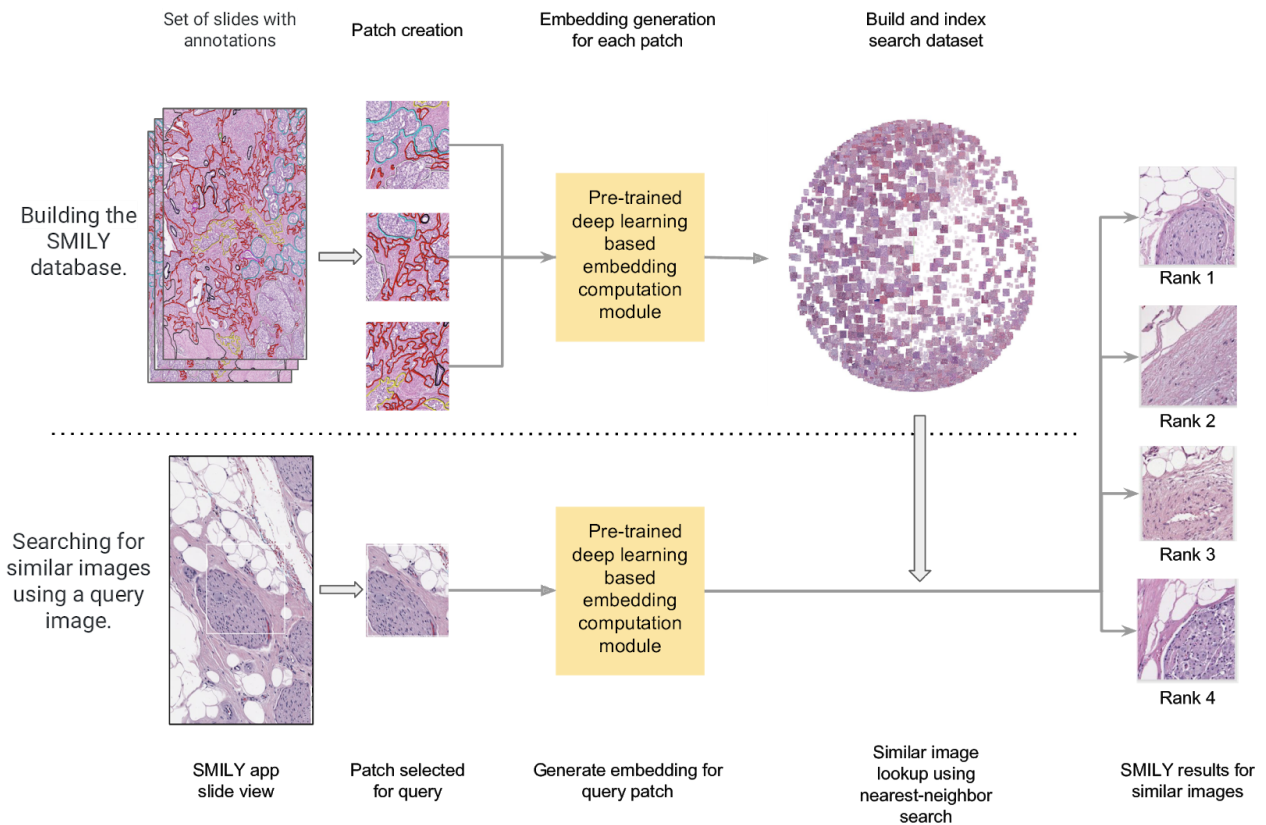 Set of slides with
annotations
Patch creation
Embedding generation
for each patch
Build and index
search dataset
Building the
SMILY
database.
Pre-trained
deep learning
based
embedding
computation
module
Rank 1
Rank 2
Rank 3
Rank 4
Searching for
similar images
using a query
image.
Pre-trained
deep learning
based
embedding
computation
module
SMILY app
slide view
Patch selected
for query
Generate embedding for
query patch
Similar image
lookup using
nearest-neighbor
search
SMILY results for
similar images